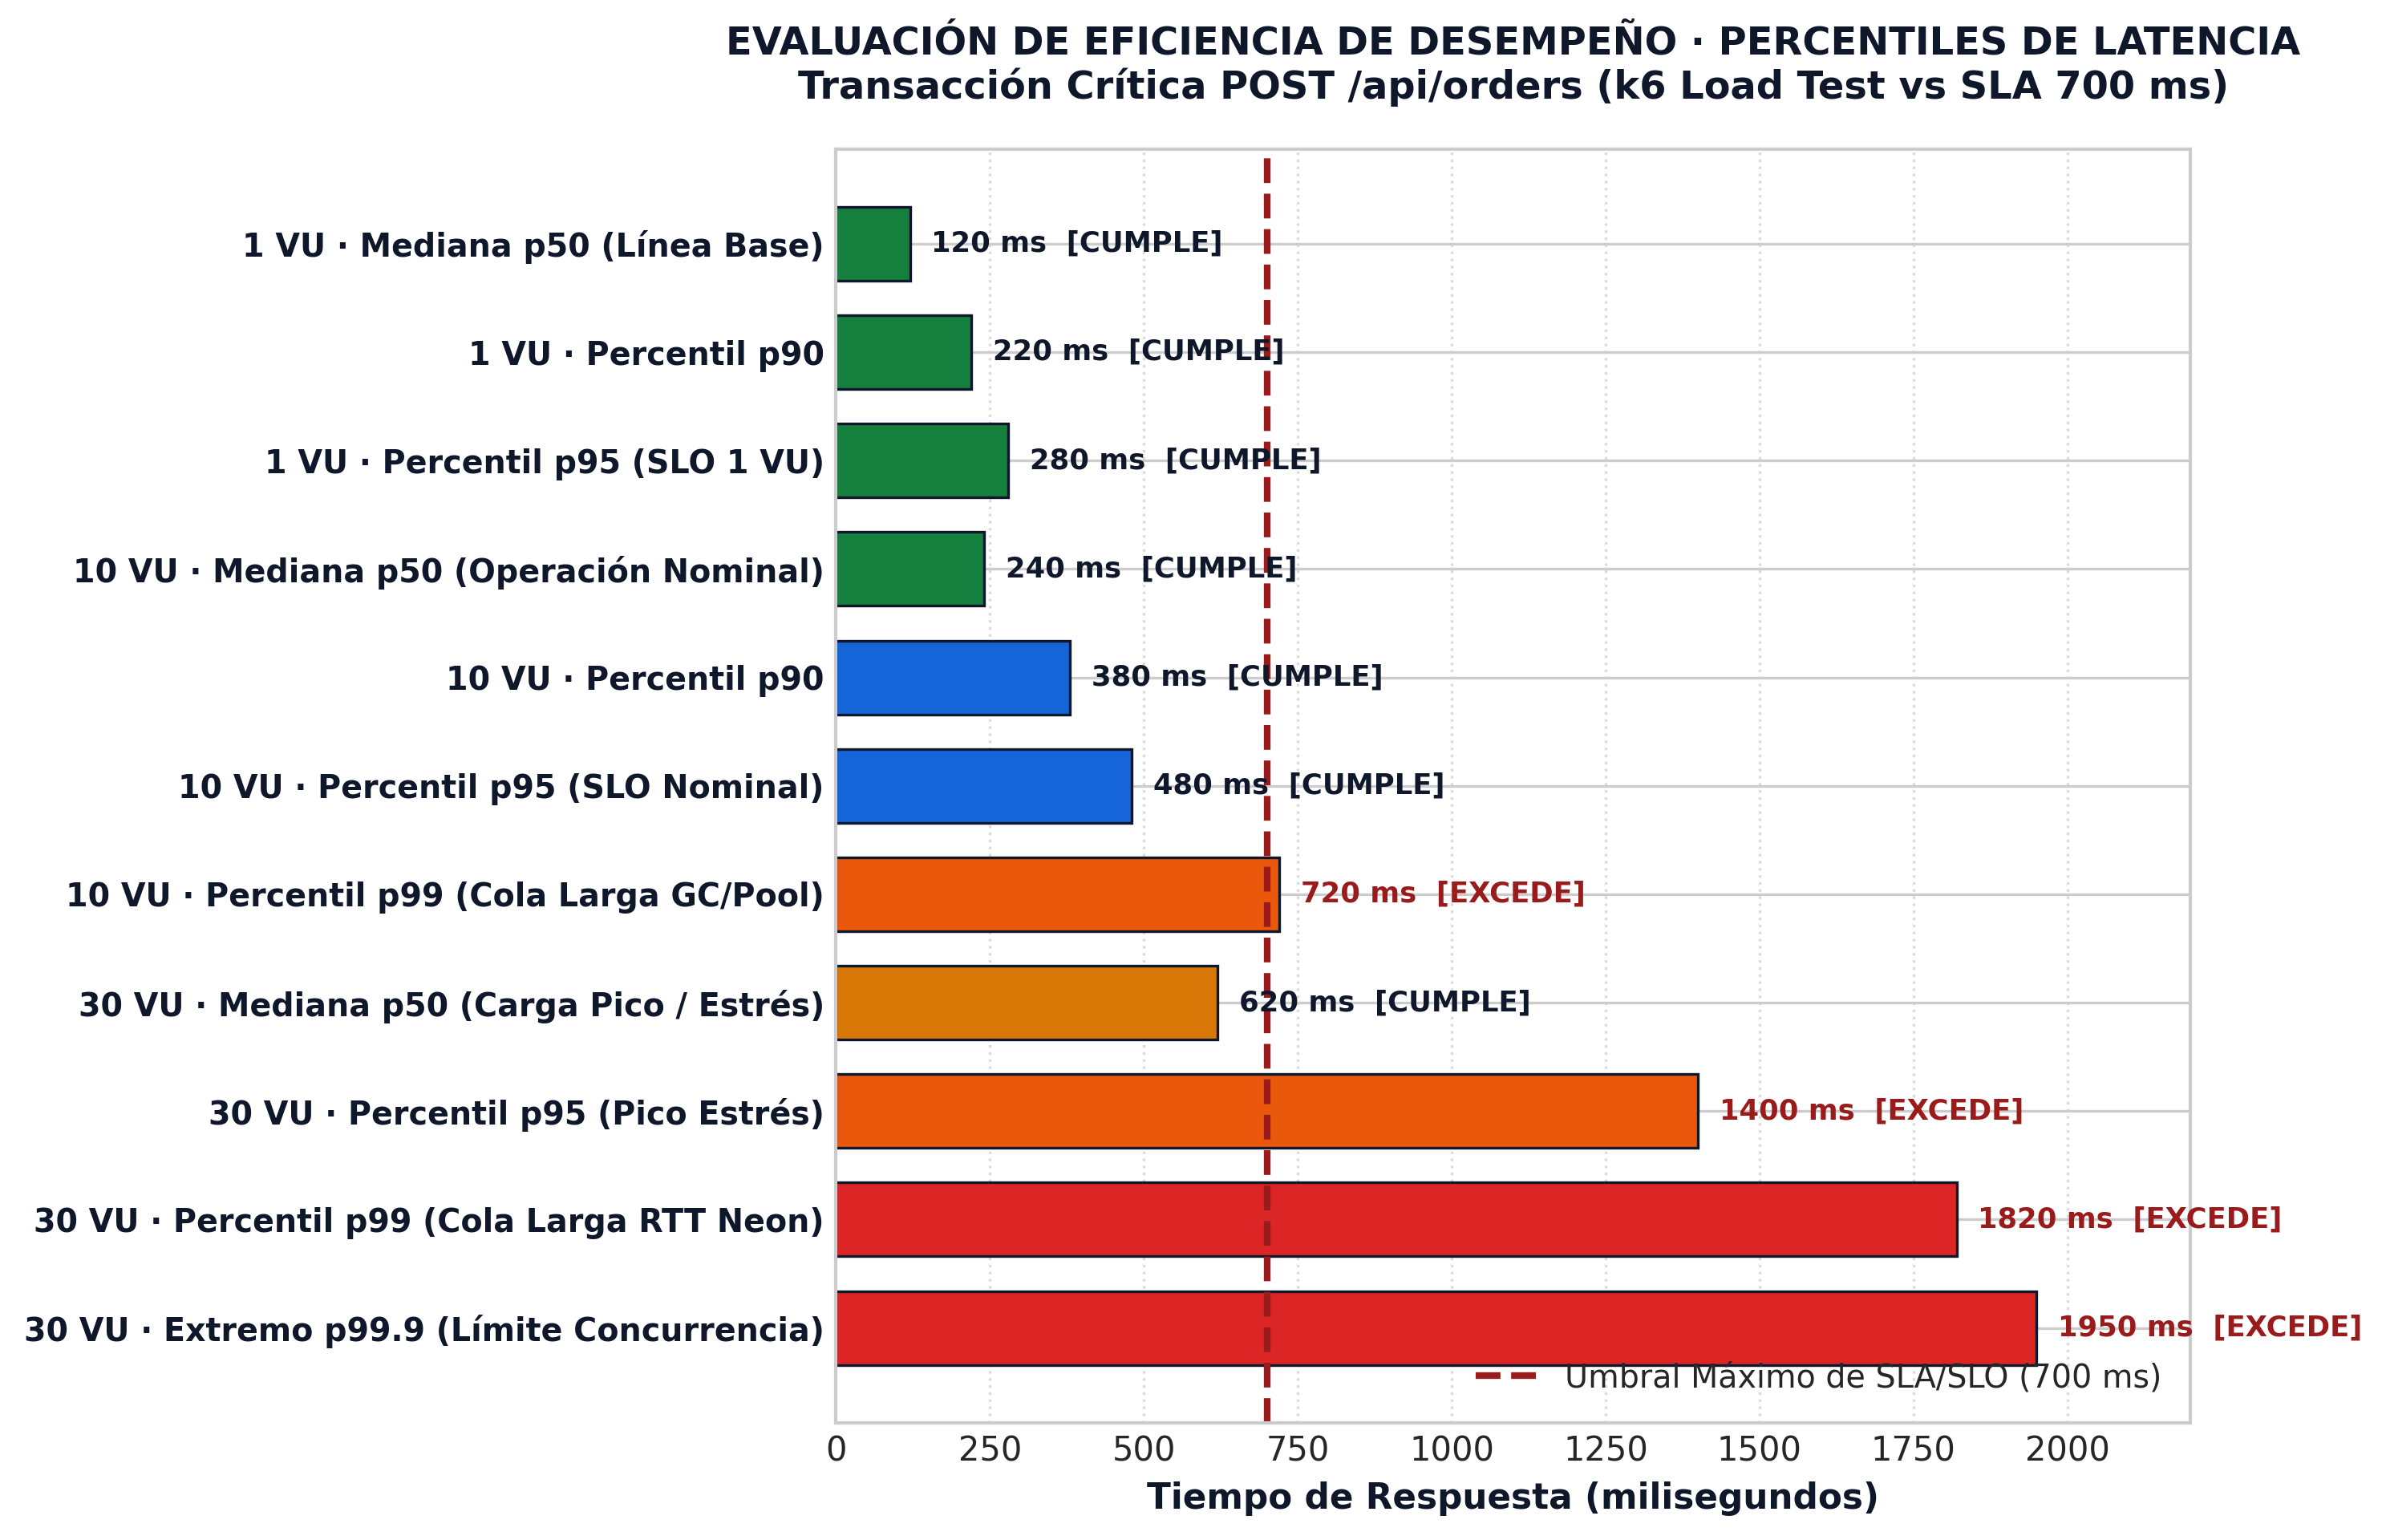 EVALUACIÓN DE EFICIENCIA DE DESEMPEÑO · PERCENTILES DE LATENCIA
Transacción Crítica POST /api/orders (k6 Load Test vs SLA 700 ms)
1 VU · Mediana p50 (Línea Base) 120 ms [CUMPLE]
1 VU · Percentil p90 220 ms [CUMPLE]
1 VU · Percentil p95 (SLO 1 VU) 280 ms [CUMPLE]
10 VU · Mediana p50 (Operación Nominal) 240 ms [CUMPLE]
10 VU · Percentil p90 380 ms [CUMPLE]
10 VU · Percentil p95 (SLO Nominal) 480 ms [CUMPLE]
10 VU · Percentil p99 (Cola Larga GC/Pool) 720 ms [EXCEDE]
30 VU · Mediana p50 (Carga Pico / Estrés) 620 ms [CUMPLE]
30 VU · Percentil p95 (Pico Estrés) 1400 ms [EXCEDE]
30 VU · Percentil p99 (Cola Larga RTT Neon) 1820 ms [EXCEDE]
30 VU · Extremo p99.9 (Límite Concurrencia) 1950 ms [EXCEDE]
Umbral Máximo de SLA/SLO (700 ms)
0 250 500 750 1000 1250 1500 1750 2000
Tiempo de Respuesta (milisegundos)